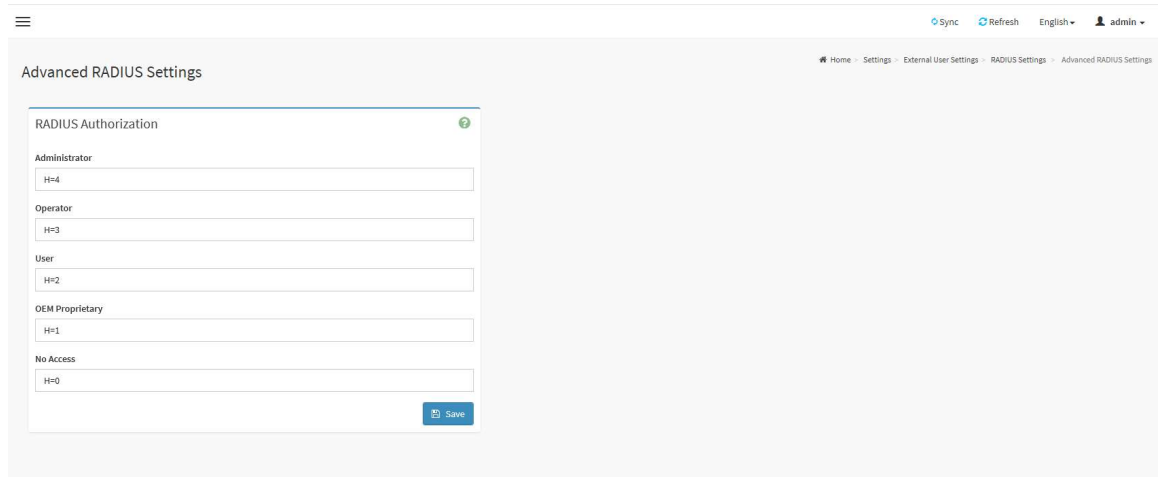 Sync Refresh English admin
Advanced RADIUS Settings
Home > Settings > External User Settings > RADIUS Settings > Advanced RADIUS Settings
RADIUS Authorization ?
Administrator
H=4
Operator
H=3
User
H=2
OEM Proprietary
H=1
No Access
H=0
Save